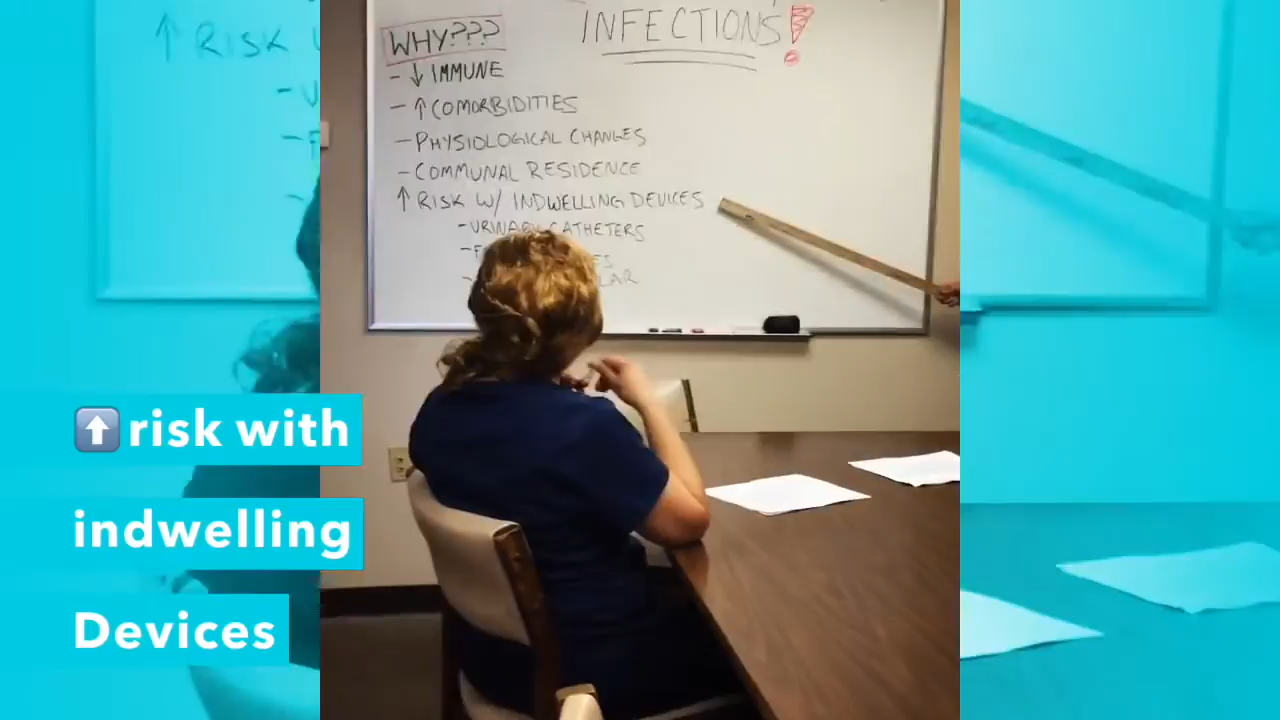 INFECTIONS!
WHY???
- ↓ IMMUNE
- ↑ COMORBIDITIES
- PHYSIOLOGICAL CHANGES
- COMMUNAL RESIDENCE
↑ RISK W/ INDWELLING DEVICES
- URINARY CATHETERS
⬆️ risk with
indwelling
Devices